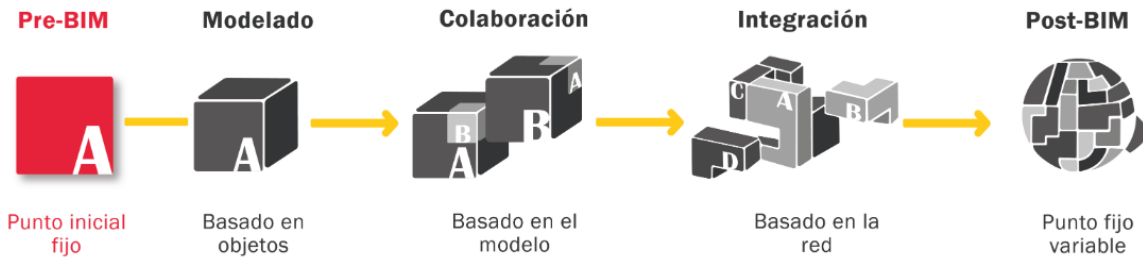 Pre-BIM
Modelado
Colaboración
Integración
Post-BIM
A
A
B
A
B
A
C
A
B
D
Punto inicial
fijo
Basado en
objetos
Basado en el
modelo
Basado en la
red
Punto fijo
variable